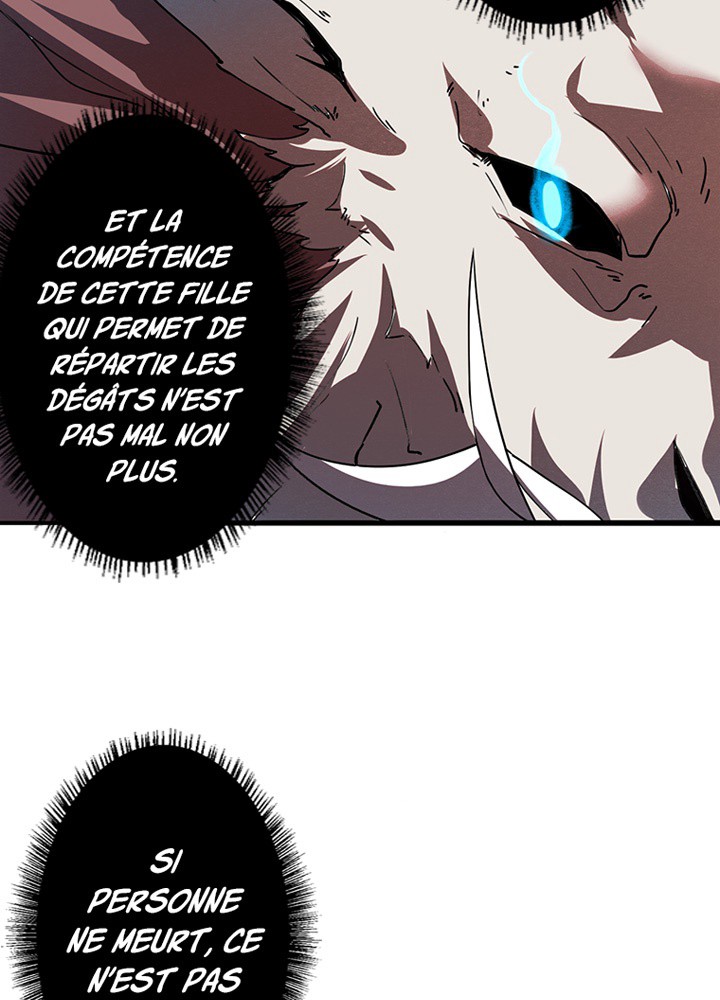 ET LA
COMPÉTENCE
DE CETTE FILLE
QUI PERMET DE
RÉPARTIR LES
DÉGÂTS N'EST
PAS MAL NON
PLUS.
SI
PERSONNE
NE MEURT, CE
N'EST PAS